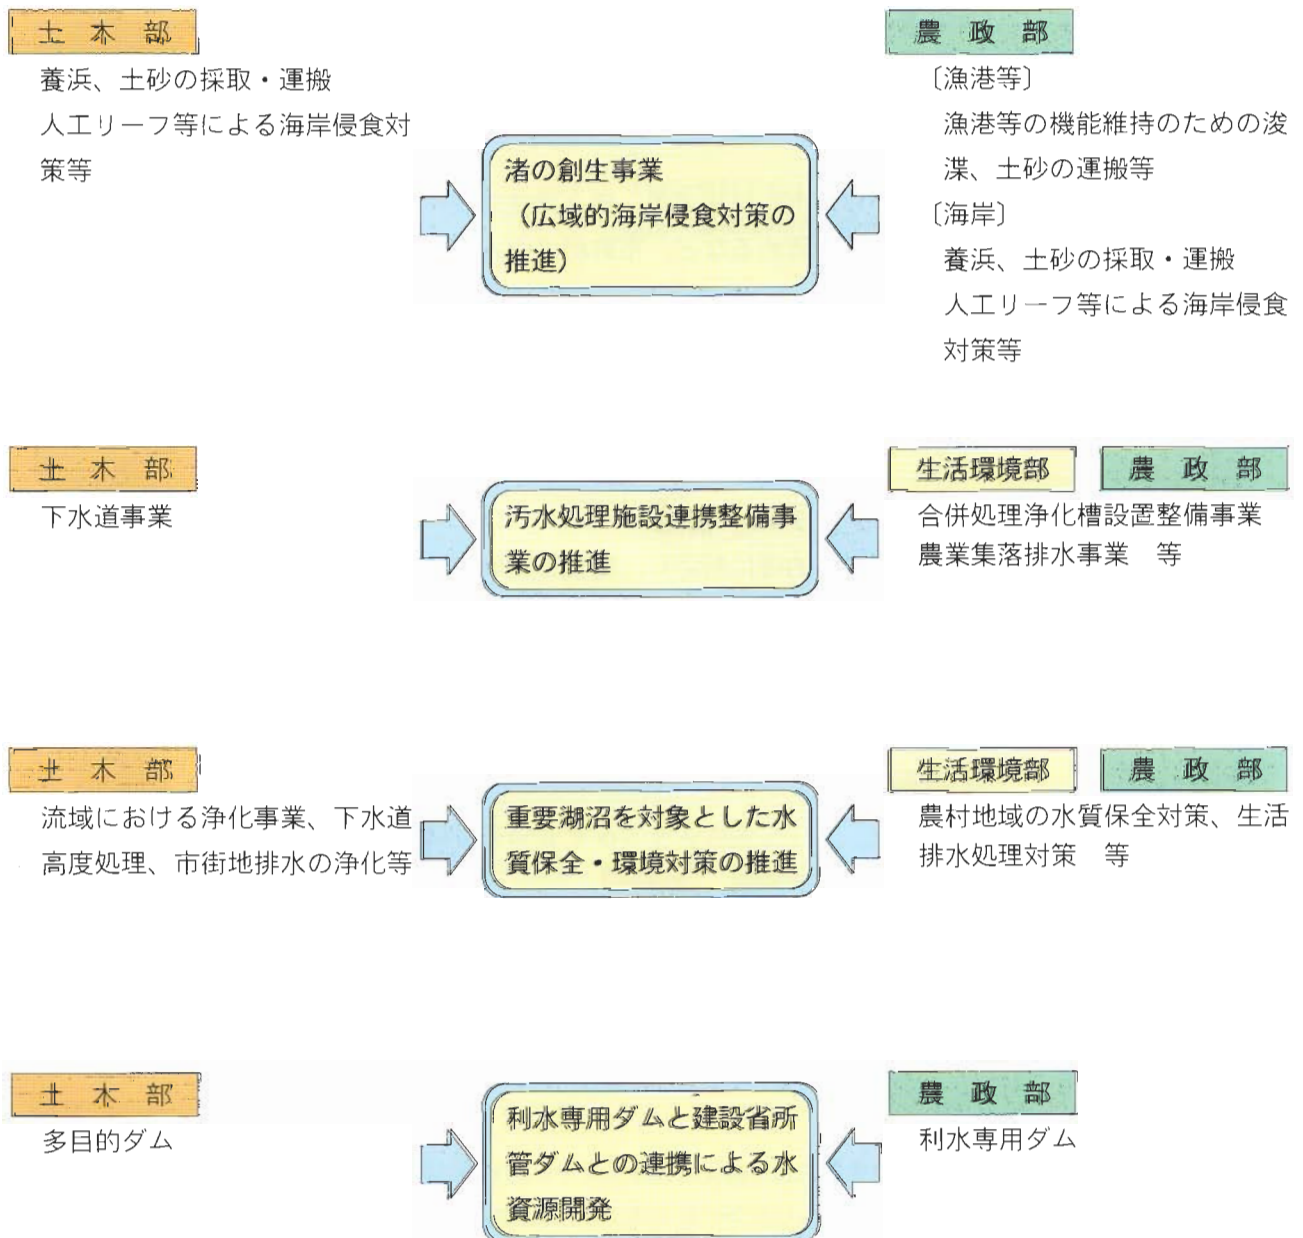 土木部
養浜、土砂の採取・運搬
人工リーフ等による海岸侵食対
策等
渚の創生事業
(広域的海岸侵食対策の
推進)
農政部
〔漁港等〕
漁港等の機能維持のための浚
渫、土砂の運搬等
〔海岸〕
養浜、土砂の採取・運搬
人工リーフ等による海岸侵食
対策等
土木部
下水道事業
汚水処理施設連携整備事
業の推進
生活環境部 農政部
合併処理浄化槽設置整備事業
農業集落排水事業 等
土木部
流域における浄化事業、下水道
高度処理、市街地排水の浄化等
重要湖沼を対象とした水
質保全・環境対策の推進
生活環境部 農政部
農村地域の水質保全対策、生活
排水処理対策 等
土木部
多目的ダム
利水専用ダムと建設省所
管ダムとの連携による水
資源開発
農政部
利水専用ダム